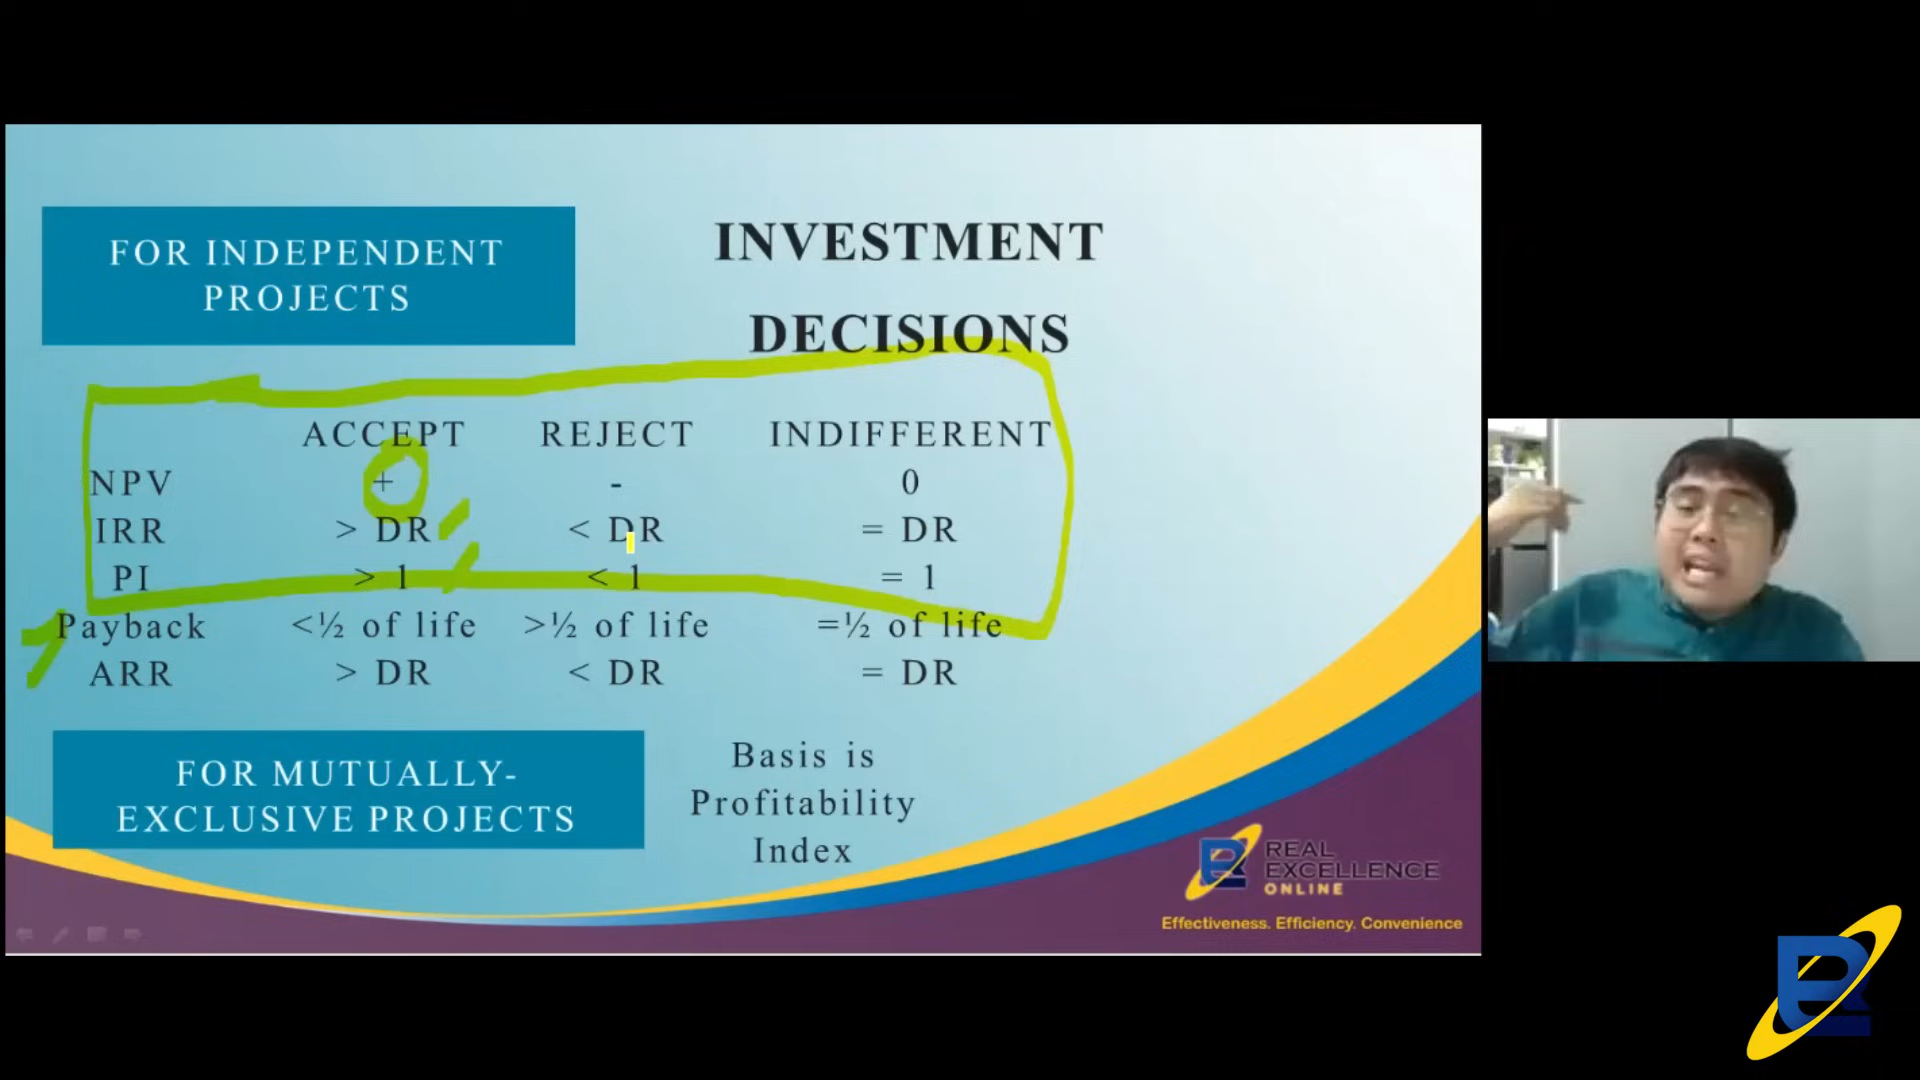 FOR INDEPENDENT
PROJECTS
INVESTMENT
DECISIONS
ACCEPT REJECT INDIFFERENT
NPV + - 0
IRR > DR < DR = DR
PI > 1 < 1 = 1
Payback <½ of life >½ of life =½ of life
ARR > DR < DR = DR
FOR MUTUALLY-
EXCLUSIVE PROJECTS
Basis is
Profitability
Index
REAL
EXCELLENCE
ONLINE
Effectiveness. Efficiency. Convenience